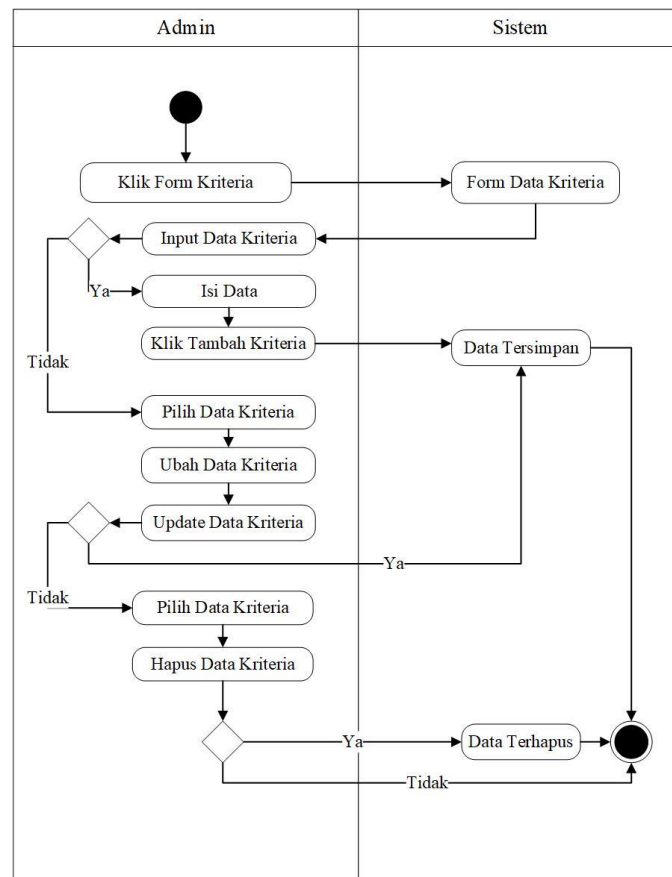 Admin
Sistem
Klik Form Kriteria
Form Data Kriteria
Input Data Kriteria
Ya
Isi Data
Klik Tambah Kriteria
Data Tersimpan
Tidak
Pilih Data Kriteria
Ubah Data Kriteria
Update Data Kriteria
Ya
Tidak
Pilih Data Kriteria
Hapus Data Kriteria
Ya
Data Terhapus
Tidak